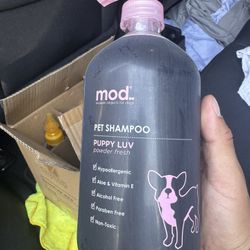 mod.
modern organics for dogs
PET SHAMPOO
PUPPY LUV
powder fresh
Hypoallergenic
Aloe & Vitamin E
Alcohol Free
Paraben Free
Non-Toxic